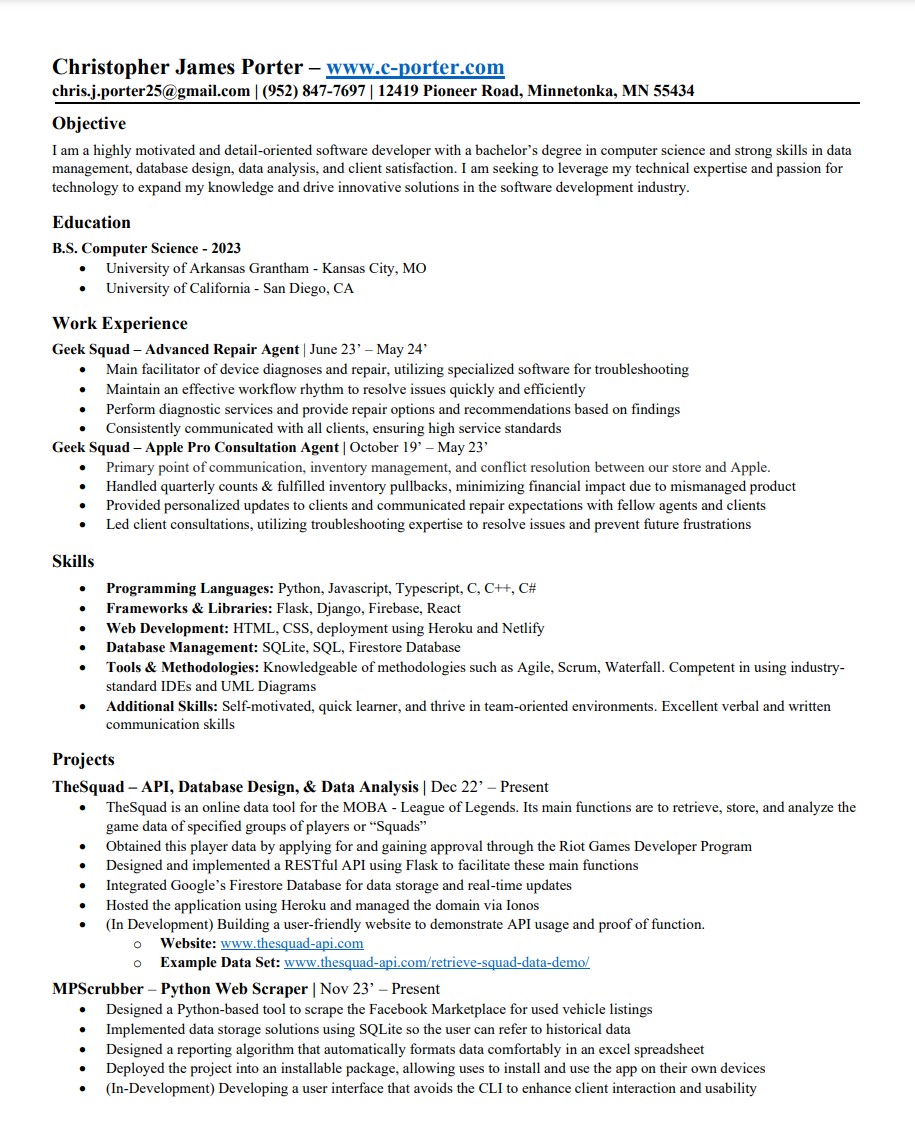 Christopher James Porter – www.c-porter.com
chris.j.porter25@gmail.com | (952) 847-7697 | 12419 Pioneer Road, Minnetonka, MN 55434
Objective
I am a highly motivated and detail-oriented software developer with a bachelor’s degree in computer science and strong skills in data
management, database design, data analysis, and client satisfaction. I am seeking to leverage my technical expertise and passion for
technology to expand my knowledge and drive innovative solutions in the software development industry.
Education
B.S. Computer Science - 2023
• University of Arkansas Grantham - Kansas City, MO
• University of California - San Diego, CA
Work Experience
Geek Squad – Advanced Repair Agent | June 23’ – May 24’
• Main facilitator of device diagnoses and repair, utilizing specialized software for troubleshooting
• Maintain an effective workflow rhythm to resolve issues quickly and efficiently
• Perform diagnostic services and provide repair options and recommendations based on findings
• Consistently communicated with all clients, ensuring high service standards
Geek Squad – Apple Pro Consultation Agent | October 19’ – May 23’
• Primary point of communication, inventory management, and conflict resolution between our store and Apple.
• Handled quarterly counts & fulfilled inventory pullbacks, minimizing financial impact due to mismanaged product
• Provided personalized updates to clients and communicated repair expectations with fellow agents and clients
• Led client consultations, utilizing troubleshooting expertise to resolve issues and prevent future frustrations
Skills
• Programming Languages: Python, Javascript, Typescript, C, C++, C#
• Frameworks & Libraries: Flask, Django, Firebase, React
• Web Development: HTML, CSS, deployment using Heroku and Netlify
• Database Management: SQLite, SQL, Firestore Database
• Tools & Methodologies: Knowledgeable of methodologies such as Agile, Scrum, Waterfall. Competent in using industry-
standard IDEs and UML Diagrams
• Additional Skills: Self-motivated, quick learner, and thrive in team-oriented environments. Excellent verbal and written
communication skills
Projects
TheSquad – API, Database Design, & Data Analysis | Dec 22’ – Present
• TheSquad is an online data tool for the MOBA - League of Legends. Its main functions are to retrieve, store, and analyze the
game data of specified groups of players or “Squads”
• Obtained this player data by applying for and gaining approval through the Riot Games Developer Program
• Designed and implemented a RESTful API using Flask to facilitate these main functions
• Integrated Google’s Firestore Database for data storage and real-time updates
• Hosted the application using Heroku and managed the domain via Ionos
• (In Development) Building a user-friendly website to demonstrate API usage and proof of function.
o Website: www.thesquad-api.com
o Example Data Set: www.thesquad-api.com/retrieve-squad-data-demo/
MPScrubber – Python Web Scraper | Nov 23’ – Present
• Designed a Python-based tool to scrape the Facebook Marketplace for used vehicle listings
• Implemented data storage solutions using SQLite so the user can refer to historical data
• Designed a reporting algorithm that automatically formats data comfortably in an excel spreadsheet
• Deployed the project into an installable package, allowing uses to install and use the app on their own devices
• (In-Development) Developing a user interface that avoids the CLI to enhance client interaction and usability